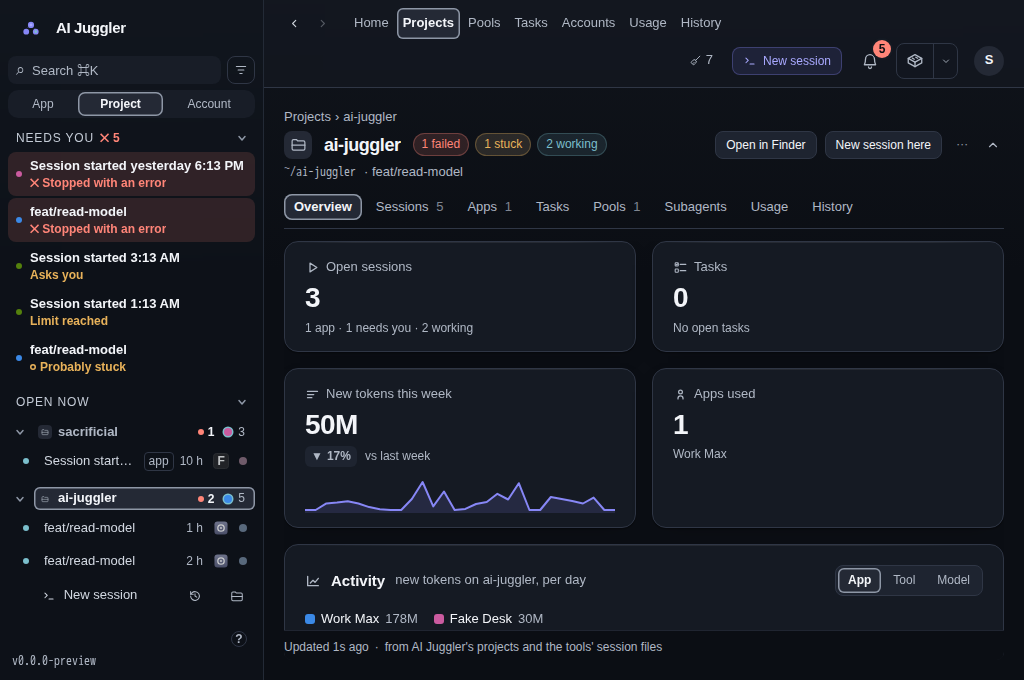 AI Juggler
Search ⌘K
App Project Account
NEEDS YOU 5
Session started yesterday 6:13 PM
Stopped with an error
feat/read-model
Stopped with an error
Session started 3:13 AM
Asks you
Session started 1:13 AM
Limit reached
feat/read-model
Probably stuck
OPEN NOW
sacrificial 1 3
Session start… app 10 h F
ai-juggler 2 5
feat/read-model 1 h
feat/read-model 2 h
New session
?
v0.0.0-preview
Home Projects Pools Tasks Accounts Usage History
7 New session 5 S
Projects › ai-juggler
ai-juggler 1 failed 1 stuck 2 working Open in Finder New session here ···
~/ai-juggler · feat/read-model
Overview Sessions 5 Apps 1 Tasks Pools 1 Subagents Usage History
Open sessions
3
1 app · 1 needs you · 2 working
Tasks
0
No open tasks
New tokens this week
50M
▼ 17% vs last week
Apps used
1
Work Max
Activity new tokens on ai-juggler, per day App Tool Model
Work Max 178M Fake Desk 30M
Updated 1s ago · from AI Juggler's projects and the tools' session files